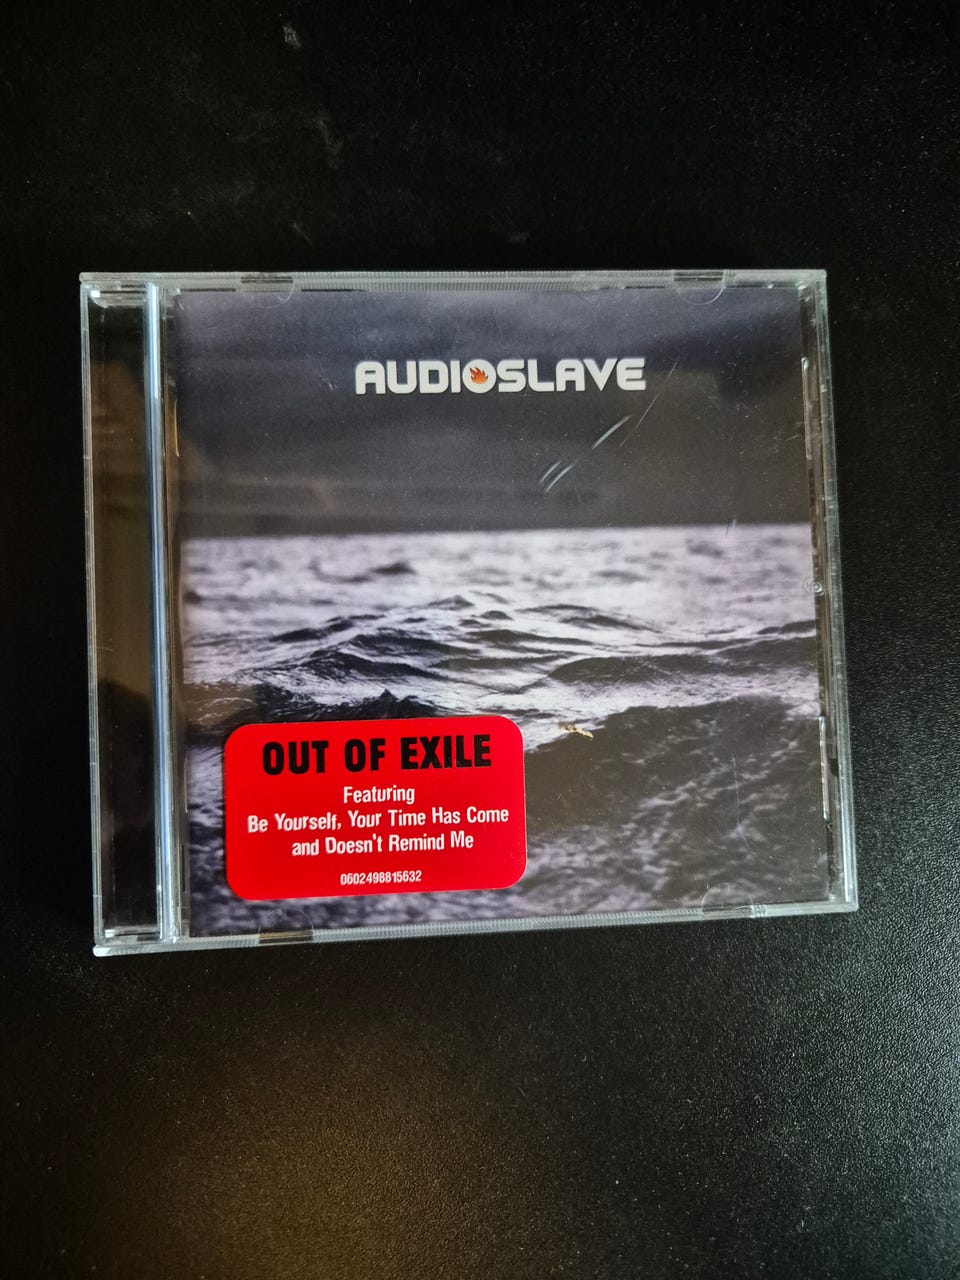 AUDIOSLAVE
OUT OF EXILE
Featuring
Be Yourself, Your Time Has Come
and Doesn't Remind Me
0602498815632